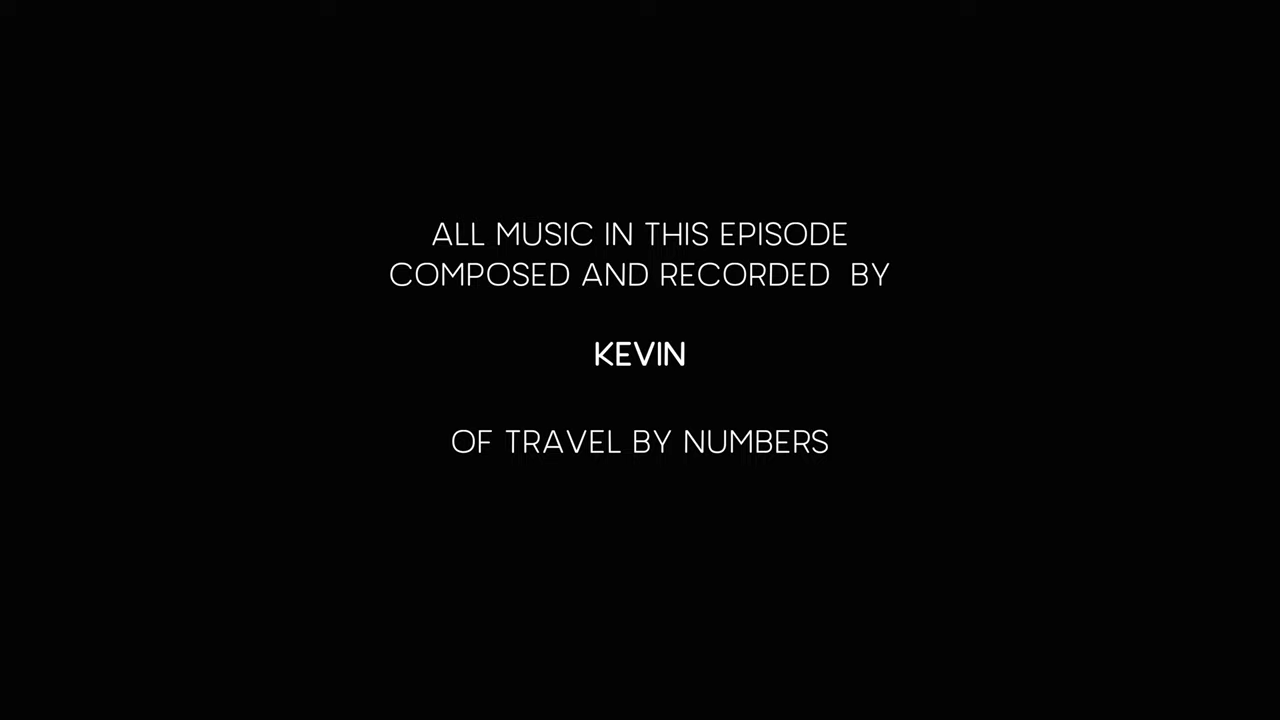 ALL MUSIC IN THIS EPISODE
COMPOSED AND RECORDED  BY
KEVIN
OF TRAVEL BY NUMBERS